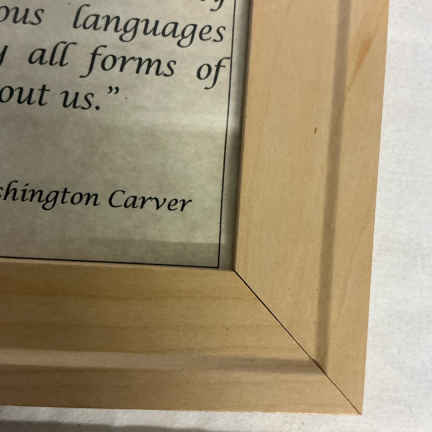 ous languages
all forms of
out us.”
shington Carver